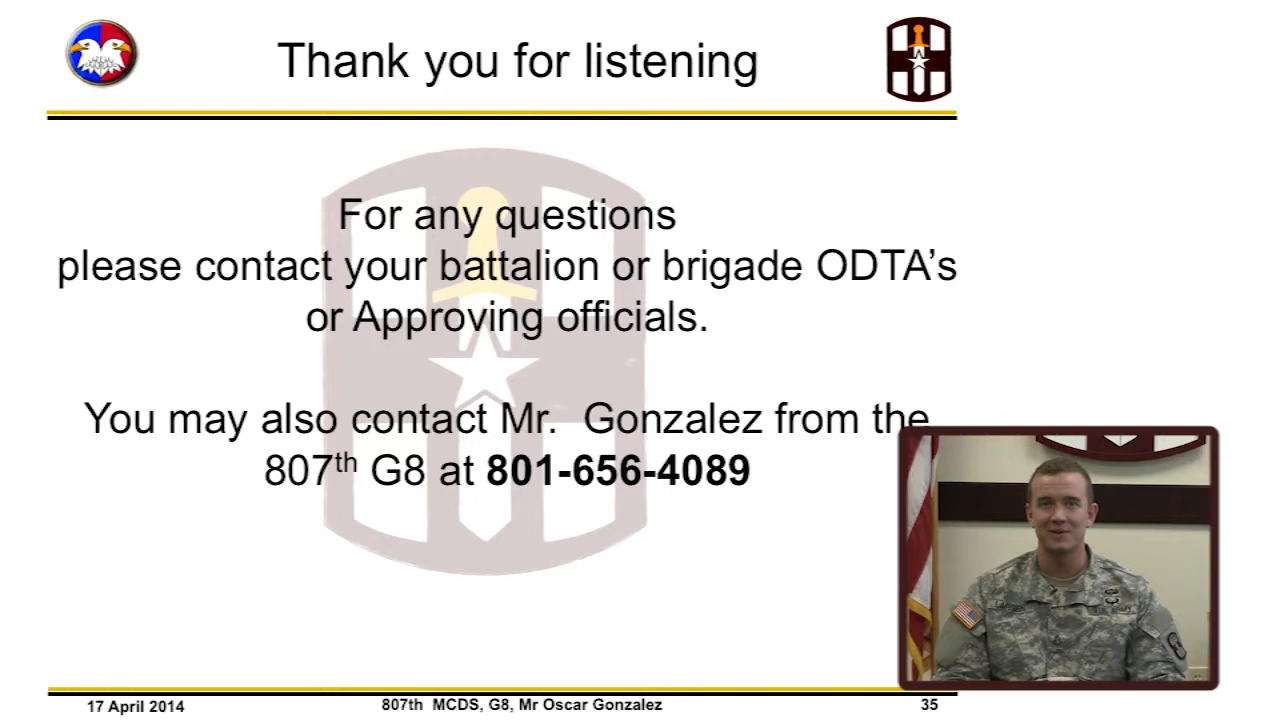 Thank you for listening
For any questions
please contact your battalion or brigade ODTA’s
or Approving officials.
You may also contact Mr.  Gonzalez from the
807th G8 at 801-656-4089
17 April 2014
807th  MCDS, G8, Mr Oscar Gonzalez
35